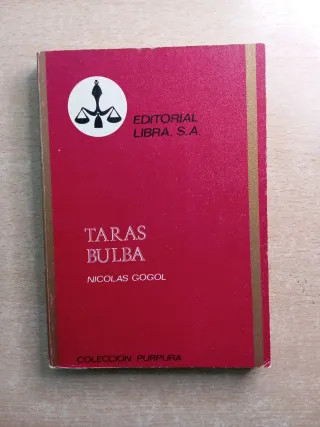 EDITORIAL
LIBRA, S.A.
TARAS
BULBA
NICOLAS GOGOL
COLECCION PURPURA